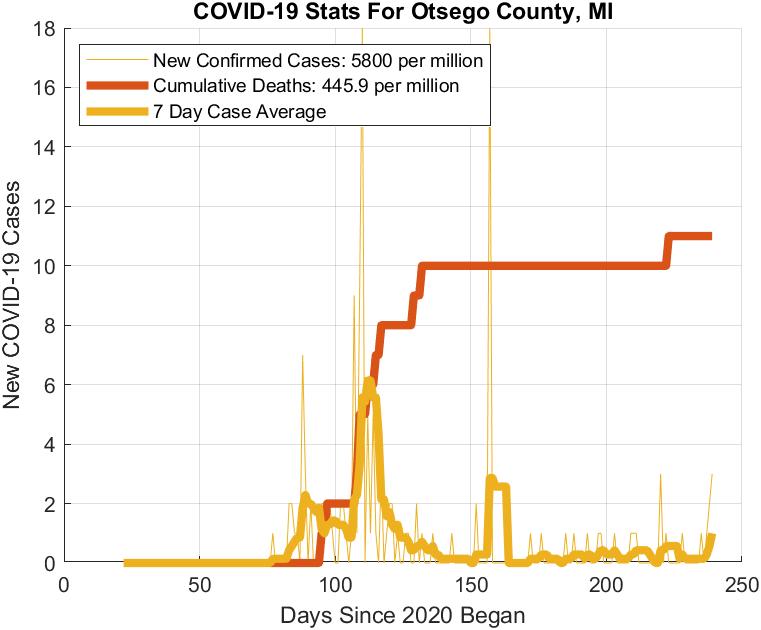 COVID-19 Stats For Otsego County, MI
New Confirmed Cases: 5800 per million
Cumulative Deaths: 445.9 per million
7 Day Case Average
New COVID-19 Cases
18
16
14
12
10
8
6
4
2
0
0 50 100 150 200 250
Days Since 2020 Began